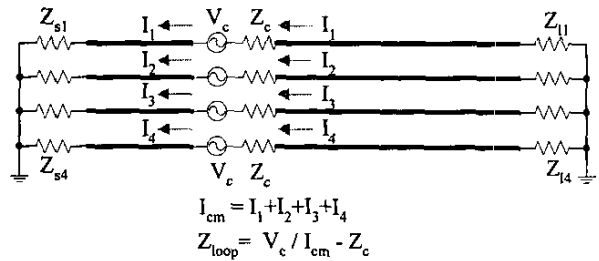 Z_s1 I_1 V_c Z_c I_1 Z_l1
I_2 I_2
I_3 I_3
I_4 I_4
Z_s4 V_c Z_c Z_l4
I_cm = I_1+I_2+I_3+I_4
Z_loop = V_c / I_cm - Z_c